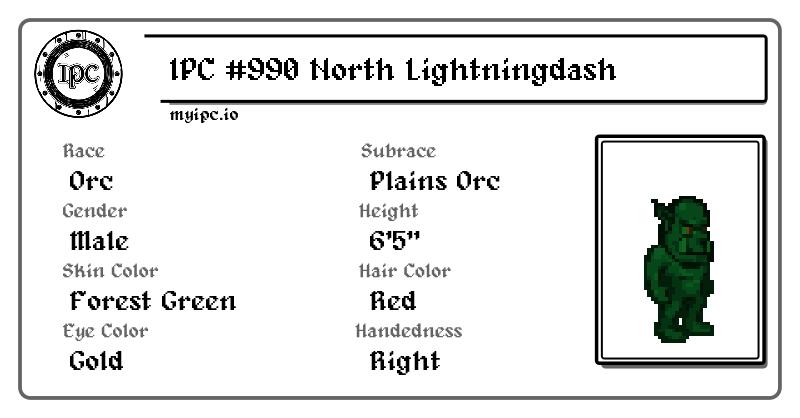 IPC
IPC #990 North Lightningdash
myipc.io
Race
Orc
Subrace
Plains Orc
Gender
Male
Height
6'5"
Skin Color
Forest Green
Hair Color
Red
Eye Color
Gold
Handedness
Right